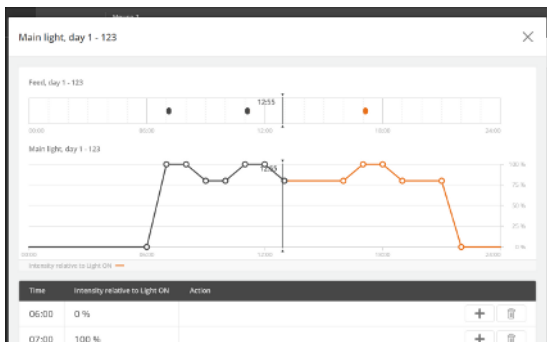 Main light, day 1 - 123
Feed, day 1 - 123
12:55
00:00 06:00 12:00 18:00 24:00
Main light, day 1 - 123
100 %
12:55
75 %
50 %
25 %
0 %
00:00 06:00 12:00 18:00 24:00
Intensity relative to Light ON
Time Intensity relative to Light ON Action
06:00 0 %
07:00 100 %